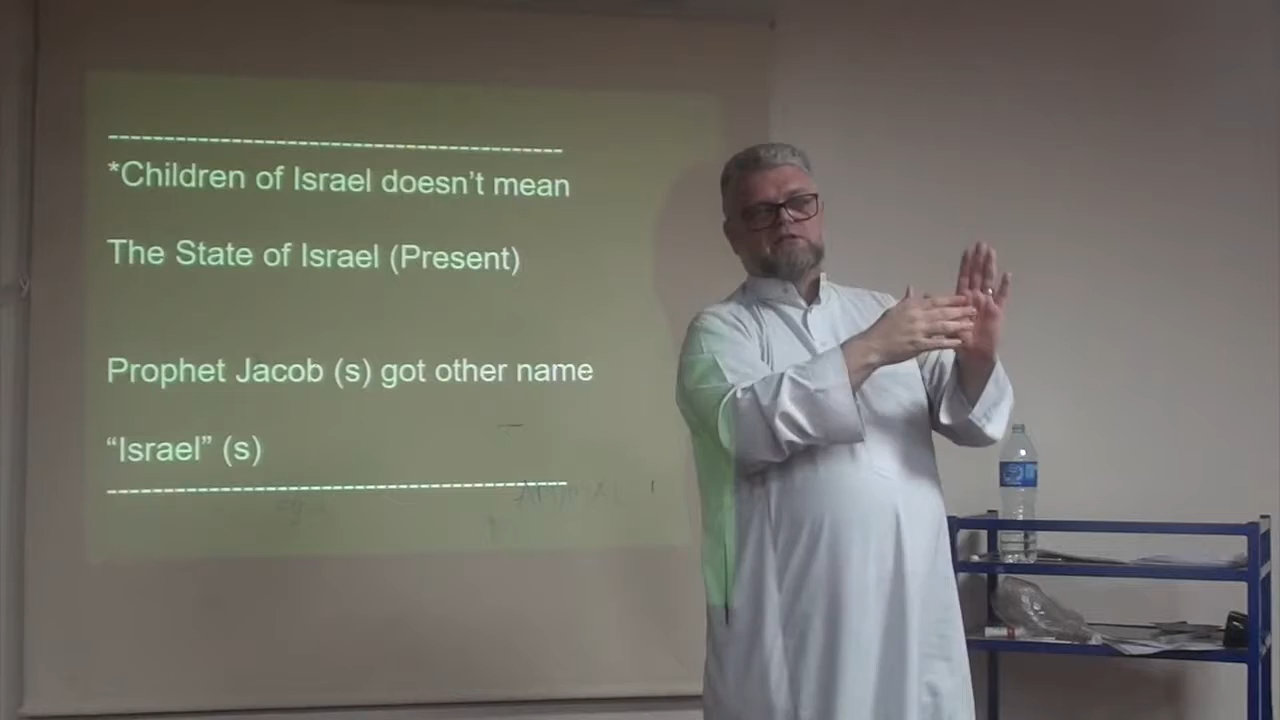 *Children of Israel doesn't mean
The State of Israel (Present)
Prophet Jacob (s) got other name
“Israel” (s)